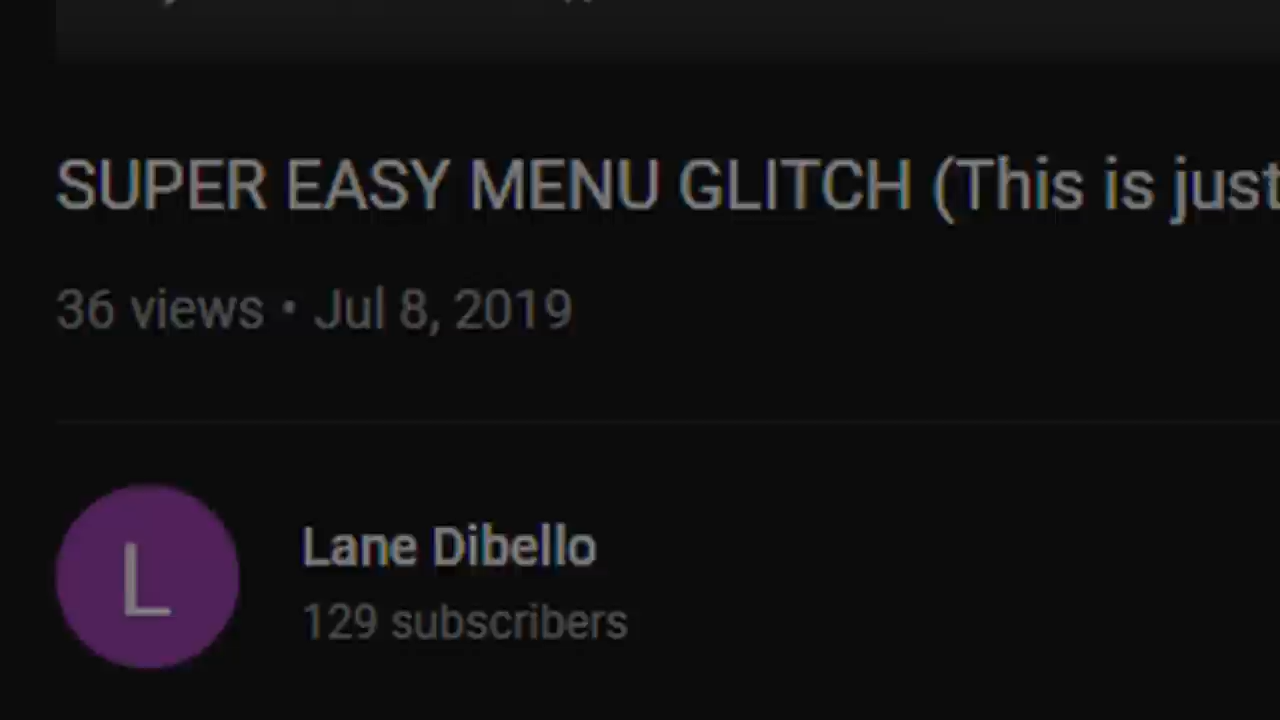 SUPER EASY MENU GLITCH (This is just
36 views • Jul 8, 2019
L
Lane Dibello
129 subscribers